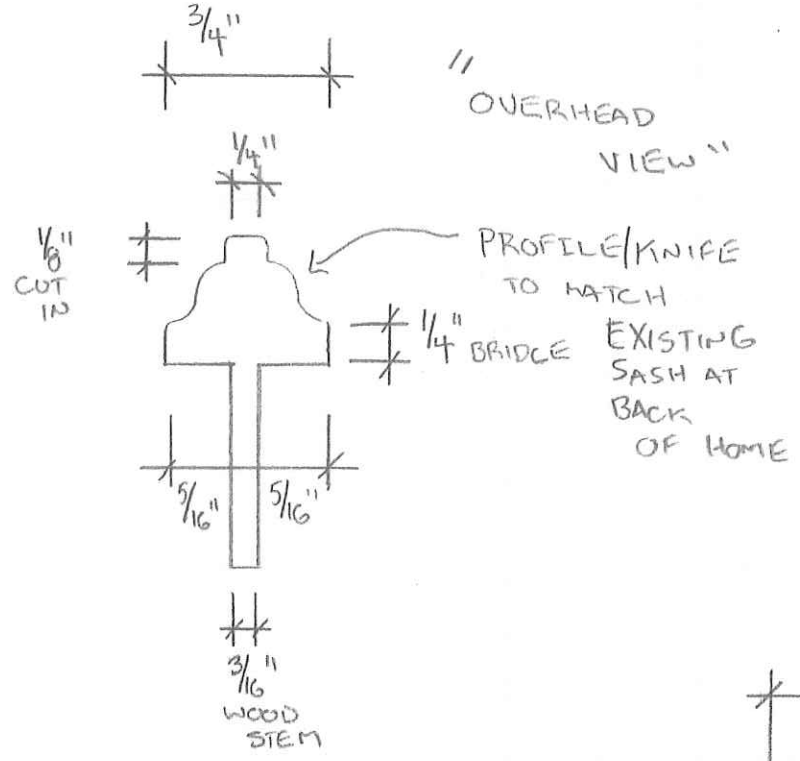 3/4"
"OVERHEAD
VIEW"
1/4"
1/8"
CUT
IN
PROFILE/KNIFE
TO MATCH
EXISTING
SASH AT
BACK
OF HOME
1/4" BRIDGE
5/16" 5/16"
3/16"
WOOD
STEM